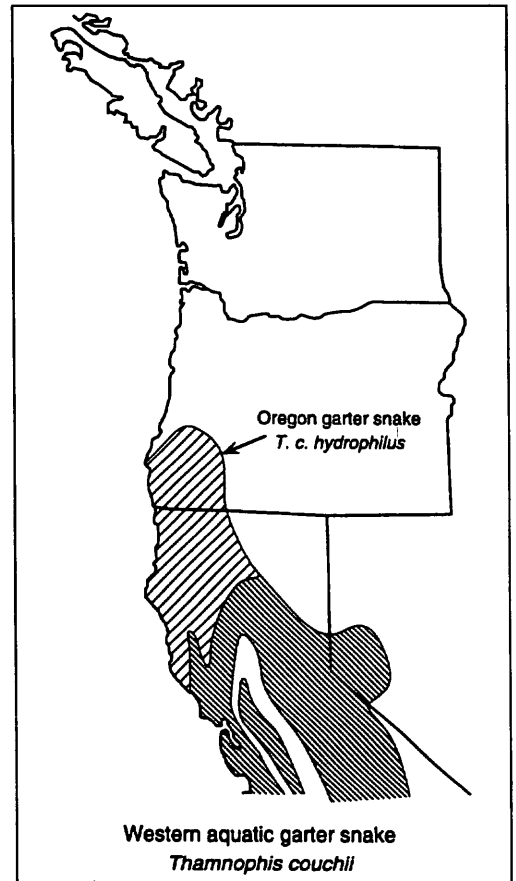 Oregon garter snake
T. c. hydrophilus
Western aquatic garter snake
Thamnophis couchii